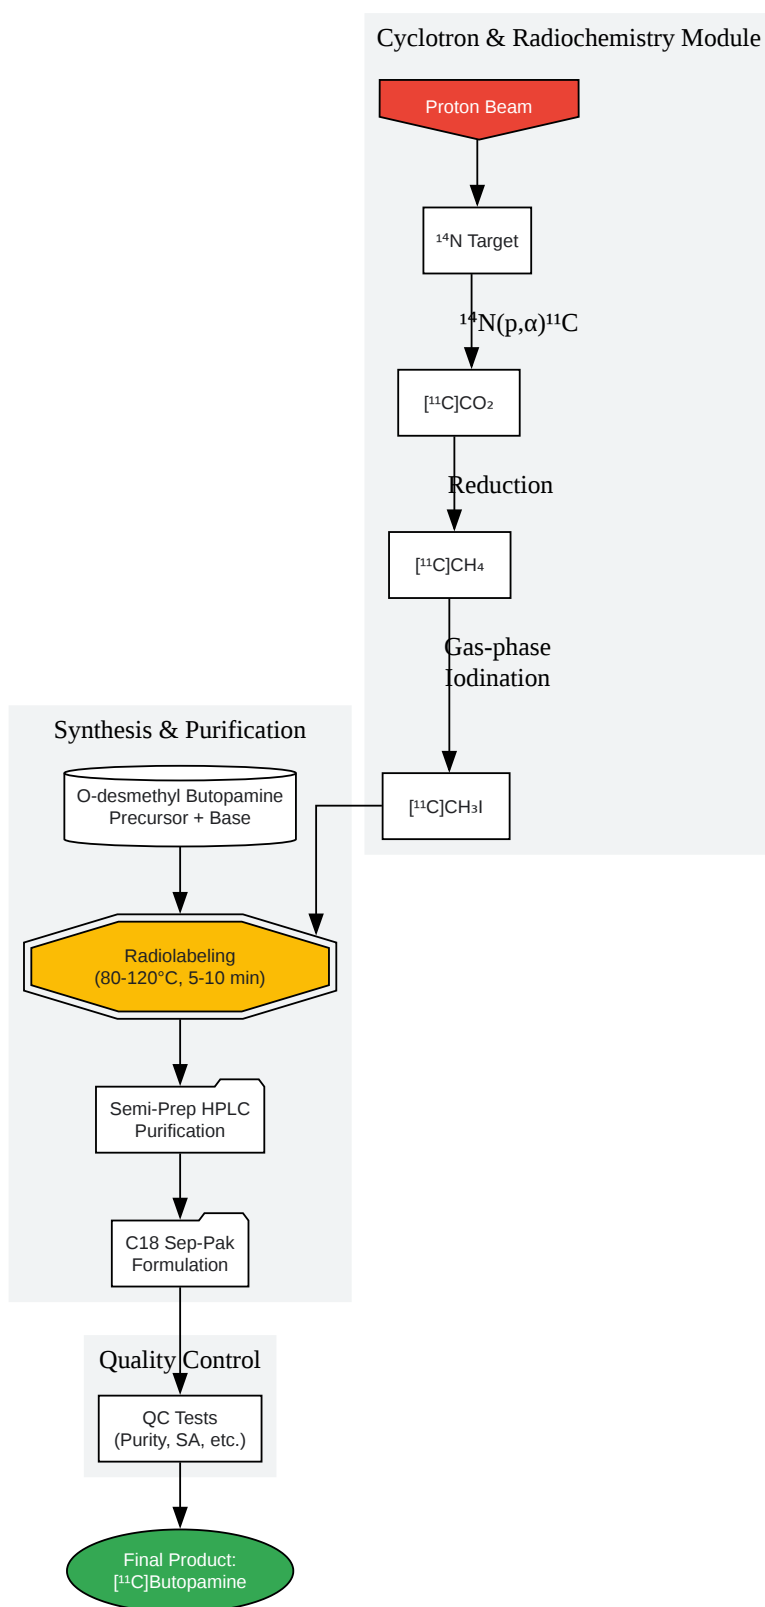 Cyclotron & Radiochemistry Module
Proton Beam
¹⁴N Target
¹⁴N(p,α)¹¹C
[¹¹C]CO₂
Reduction
[¹¹C]CH₄
Gas-phase
Iodination
[¹¹C]CH₃I
Synthesis & Purification
O-desmethyl Butopamine
Precursor + Base
Radiolabeling
(80-120°C, 5-10 min)
Semi-Prep HPLC
Purification
C18 Sep-Pak
Formulation
Quality Control
QC Tests
(Purity, SA, etc.)
Final Product:
[¹¹C]Butopamine